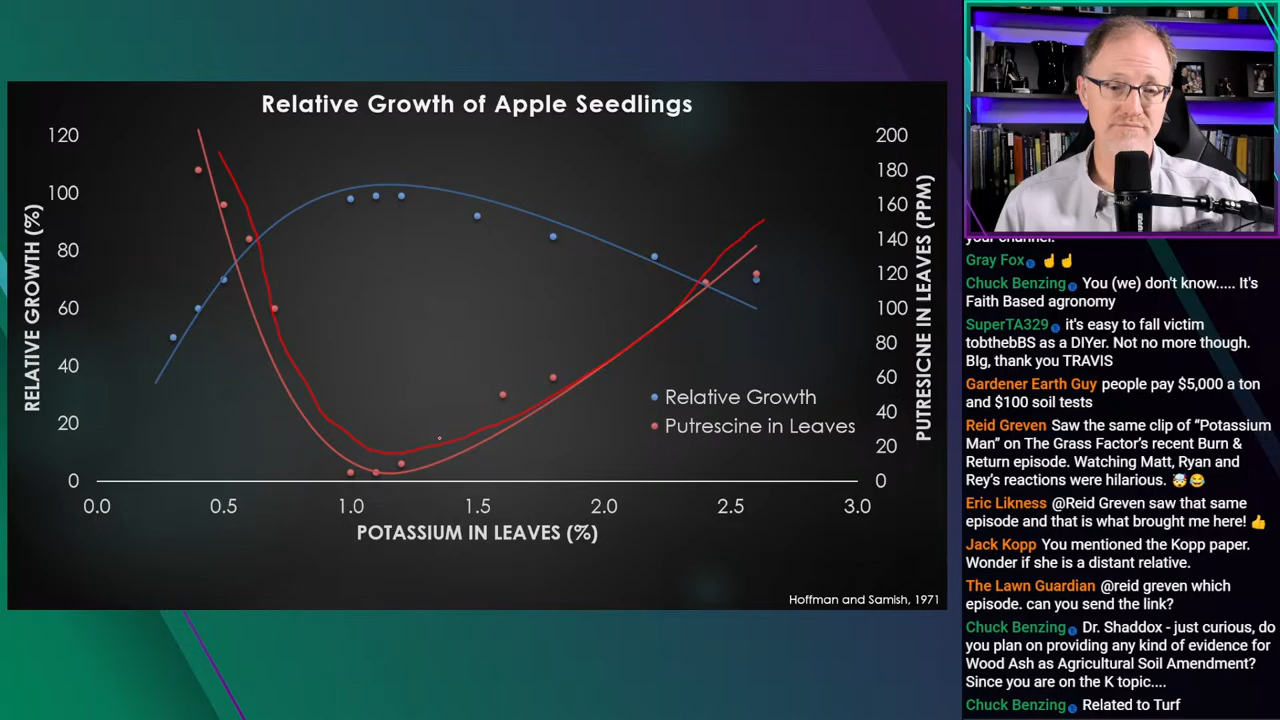 Relative Growth of Apple Seedlings
120
100
80
60
40
20
0
RELATIVE GROWTH (%)
200
180
160
140
120
100
80
60
40
20
0
PUTRESICNE IN LEAVES (PPM)
Relative Growth
Putrescine in Leaves
0.0 0.5 1.0 1.5 2.0 2.5 3.0
POTASSIUM IN LEAVES (%)
Hoffman and Samish, 1971
your channel.
Gray Fox ☝️☝️
Chuck Benzing You (we) don't know..... It's
Faith Based agronomy
SuperTA329 it's easy to fall victim
tobthebBS as a DIYer. Not no more though.
BIg, thank you TRAVIS
Gardener Earth Guy people pay $5,000 a ton
and $100 soil tests
Reid Greven Saw the same clip of “Potassium
Man” on The Grass Factor’s recent Burn &
Return episode. Watching Matt, Ryan and
Rey’s reactions were hilarious. 🤯😂
Eric Likness @Reid Greven saw that same
episode and that is what brought me here! 👍
Jack Kopp You mentioned the Kopp paper.
Wonder if she is a distant relative.
The Lawn Guardian @reid greven which
episode. can you send the link?
Chuck Benzing Dr. Shaddox - just curious, do
you plan on providing any kind of evidence for
Wood Ash as Agricultural Soil Amendment?
Since you are on the K topic....
Chuck Benzing Related to Turf